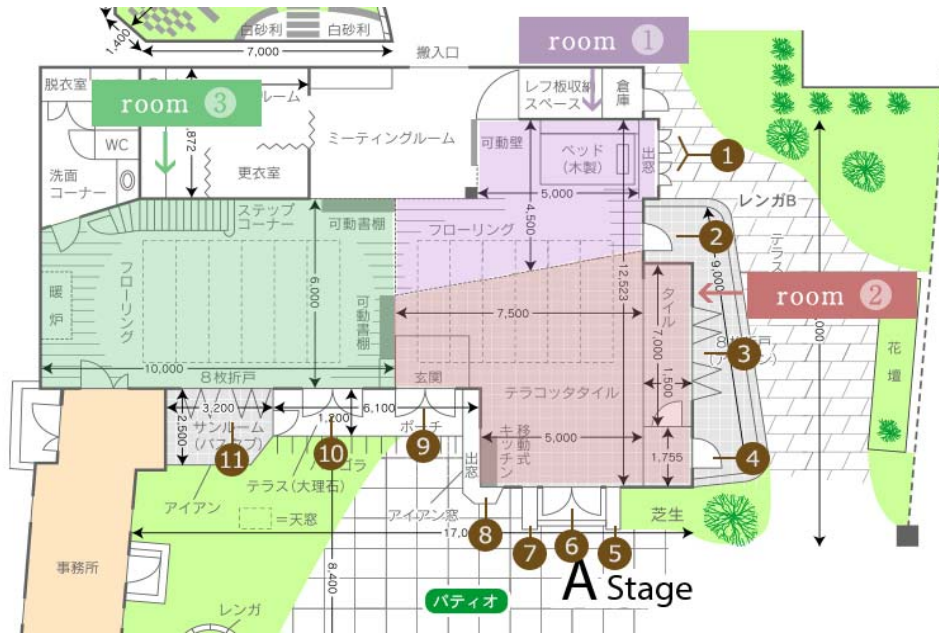 白砂利
白砂利
1,400
7,000
搬入口
room 1
脱衣室
room 3
ルーム
レフ板収納
スペース
倉庫
WC
,872
ミーティングルーム
可動壁
ベッド
(木製)
出窓
1
洗面
コーナー
更衣室
5,000
レンガB
ステップ
コーナー
可動書棚
フローリング
4,500
2
テラス
9,000
フローリング
6,000
12,523
暖炉
可動書棚
7,500
タイル
7,000
room 2
,000
8枚折戸
3
花壇
10,000
8枚折戸
玄関
テラコッタタイル
1,500
3,200
2,500
サンルーム
(バスタブ)
1,200
6,100
ポーチ
11
10
9
ゴラ
テラス(大理石)
出窓
移動式
キッチン
5,000
1,755
4
アイアン
=天窓
アイアン窓
8
7
6
5
芝生
17,0
事務所
8,400
A Stage
パティオ
レンガ